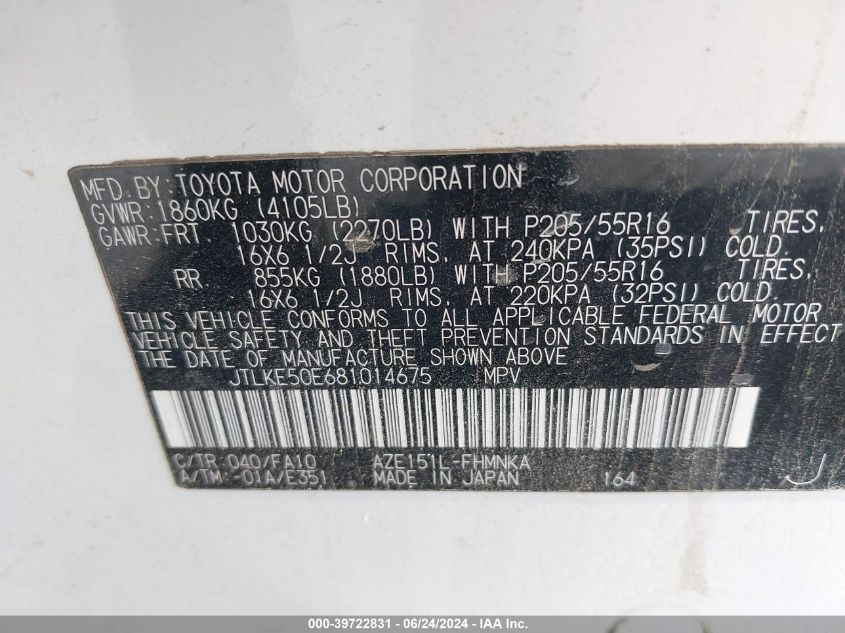 MFD. BY: TOYOTA MOTOR CORPORATION
GVWR: 1860KG (4105LB)
GAWR: FRT. 1030KG (2270LB) WITH P205/55R16 TIRES.
16X6 1/2J RIMS. AT 240KPA (35PSI) COLD.
RR 855KG (1880LB) WITH P205/55R16 TIRES.
16X6 1/2J RIMS. AT 220KPA (32PSI) COLD.
THIS VEHICLE CONFORMS TO ALL APPLICABLE FEDERAL MOTOR
VEHICLE SAFETY AND THEFT PREVENTION STANDARDS IN EFFECT
THE DATE OF MANUFACTURE SHOWN ABOVE
JTLKE50E681014675 MPV
C/TR: 040/FA10 AZE151L-FHMNKA
A/TM: -01A/E351 MADE IN JAPAN 164 J
000-39722831 - 06/24/2024 - IAAI.COM